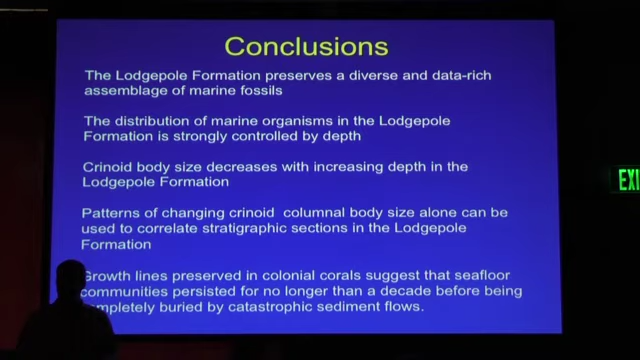 Conclusions
The Lodgepole Formation preserves a diverse and data-rich
assemblage of marine fossils
The distribution of marine organisms in the Lodgepole
Formation is strongly controlled by depth
Crinoid body size decreases with increasing depth in the
Lodgepole Formation
Patterns of changing crinoid columnal body size alone can be
used to correlate stratigraphic sections in the Lodgepole
Formation
Growth lines preserved in colonial corals suggest that seafloor
communities persisted for no longer than a decade before being
completely buried by catastrophic sediment flows.
EXI